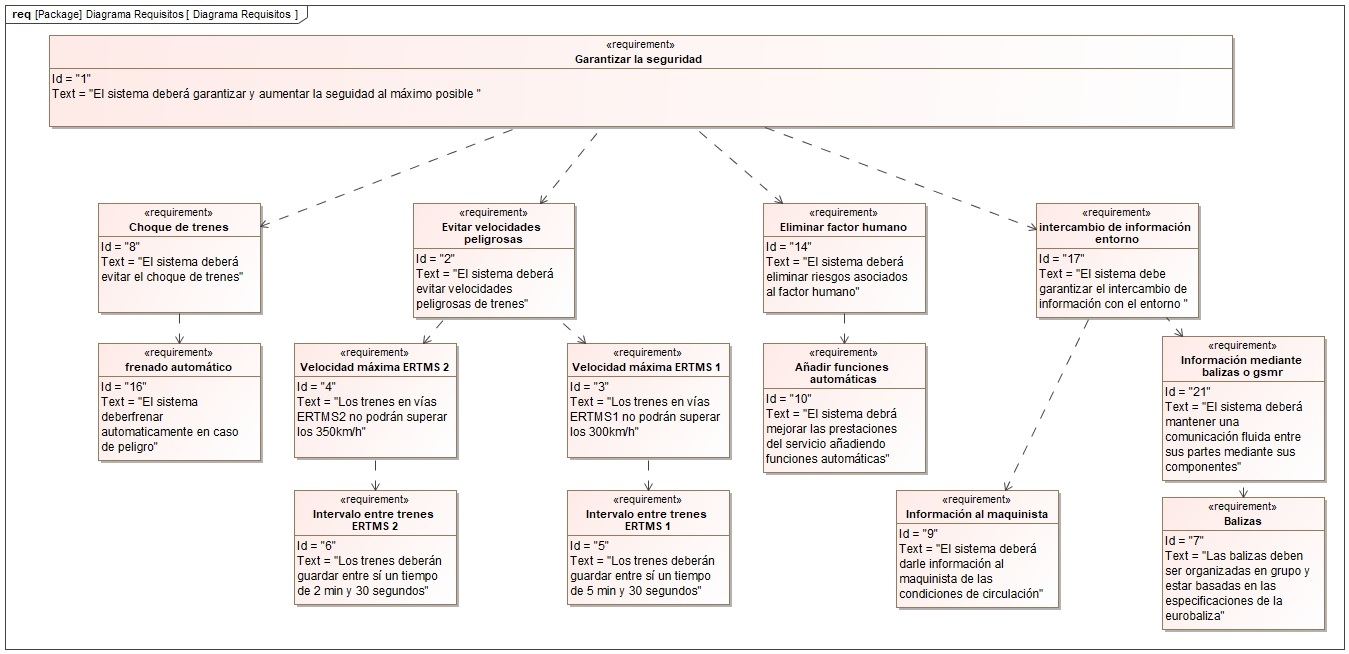 req [Package] Diagrama Requisitos [ Diagrama Requisitos ]
«requirement»
Garantizar la seguridad
Id = "1"
Text = "El sistema deberá garantizar y aumentar la seguidad al máximo posible "
«requirement»
Choque de trenes
Id = "8"
Text = "El sistema deberá
evitar el choque de trenes"
«requirement»
Evitar velocidades
peligrosas
Id = "2"
Text = "El sistema deberá
evitar velocidades
peligrosas de trenes"
«requirement»
Eliminar factor humano
Id = "14"
Text = "El sistema deberá
eliminar riesgos asociados
al factor humano"
«requirement»
intercambio de información
entorno
Id = "17"
Text = "El sistema debe
garantizar el intercambio de
información con el entorno "
«requirement»
frenado automático
Id = "16"
Text = "El sistema
deberfrenar
automaticamente en caso
de peligro"
«requirement»
Velocidad máxima ERTMS 2
Id = "4"
Text = "Los trenes en vías
ERTMS2 no podrán superar
los 350km/h"
«requirement»
Velocidad máxima ERTMS 1
Id = "3"
Text = "Los trenes en vías
ERTMS1 no podrán superar
los 300km/h"
«requirement»
Añadir funciones
automáticas
Id = "10"
Text = "El sistema debrá
mejorar las prestaciones
del servicio añadiendo
funciones automáticas"
«requirement»
Información mediante
balizas o gsmr
Id = "21"
Text = "El sistema deberá
mantener una
comunicación fluida entre
sus partes mediante sus
componentes"
«requirement»
Intervalo entre trenes
ERTMS 2
Id = "6"
Text = "Los trenes deberán
guardar entre sí un tiempo
de 2 min y 30 segundos"
«requirement»
Intervalo entre trenes
ERTMS 1
Id = "5"
Text = "Los trenes deberán
guardar entre sí un tiempo
de 5 min y 30 segundos"
«requirement»
Información al maquinista
Id = "9"
Text = "El sistema deberá
darle información al
maquinista de las
condiciones de circulación"
«requirement»
Balizas
Id = "7"
Text = "Las balizas deben
ser organizadas en grupo y
estar basadas en las
especificaciones de la
eurobaliza"